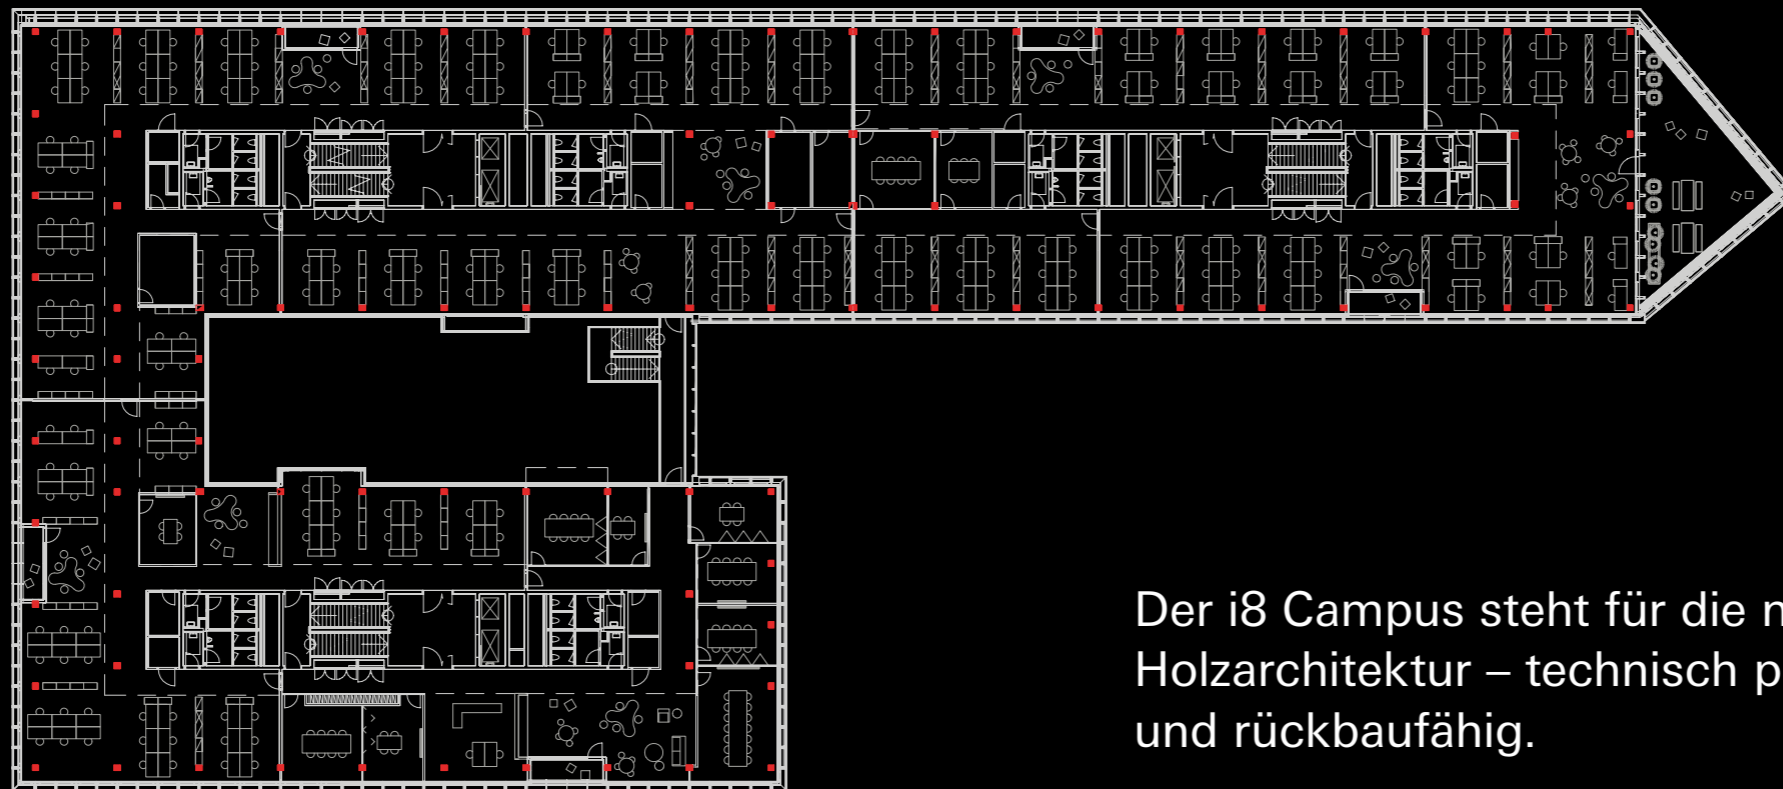 Der i8 Campus steht für die
Holzarchitektur – technisch
und rückbaufähig.